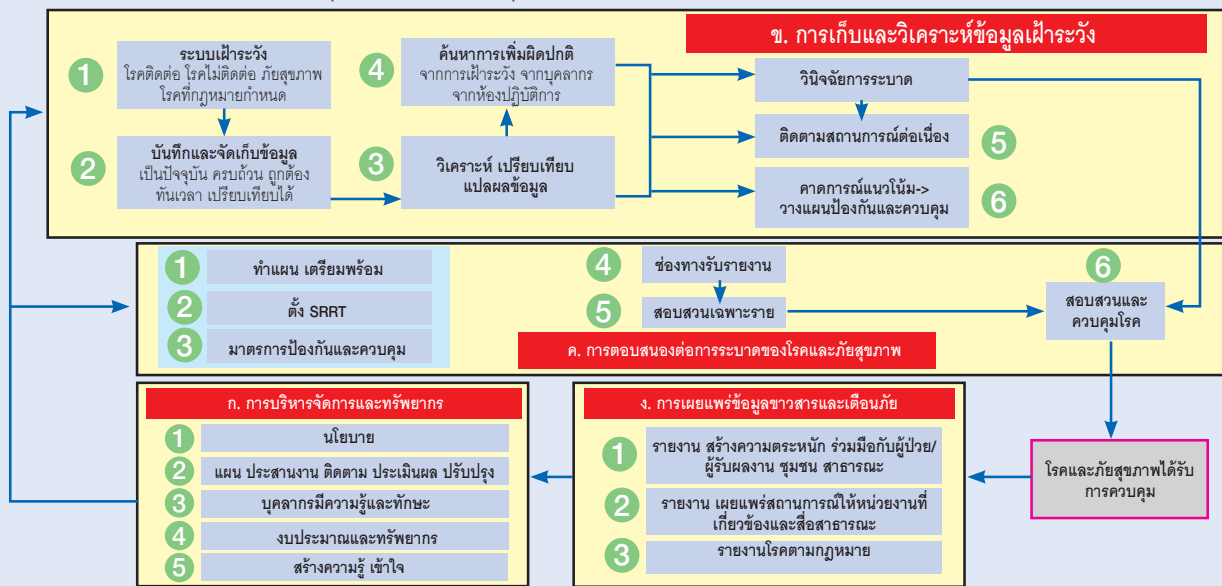 ข. การเก็บและวิเคราะห์ข้อมูลเฝ้าระวัง
1
ระบบเฝ้าระวัง
โรคติดต่อ โรคไม่ติดต่อ ภัยสุขภาพ
โรคที่กฎหมายกำหนด
2
บันทึกและจัดเก็บข้อมูล
เป็นปัจจุบัน ครบถ้วน ถูกต้อง
ทันเวลา เปรียบเทียบได้
3
วิเคราะห์ เปรียบเทียบ
แปลผลข้อมูล
4
ค้นหาการเพิ่มผิดปกติ
จากการเฝ้าระวัง จากบุคลากร
จากห้องปฏิบัติการ
วินิจฉัยการระบาด
ติดตามสถานการณ์ต่อเนื่อง
5
คาดการณ์แนวโน้ม->
วางแผนป้องกันและควบคุม
6
1
ทำแผน เตรียมพร้อม
2
ตั้ง SRRT
3
มาตรการป้องกันและควบคุม
4
ช่องทางรับรายงาน
5
สอบสวนเฉพาะราย
6
สอบสวนและ
ควบคุมโรค
ค. การตอบสนองต่อการระบาดของโรคและภัยสุขภาพ
ก. การบริหารจัดการและทรัพยากร
1
นโยบาย
2
แผน ประสานงาน ติดตาม ประเมินผล ปรับปรุง
3
บุคลากรมีความรู้และทักษะ
4
งบประมาณและทรัพยากร
5
สร้างความรู้ เข้าใจ
ง. การเผยแพร่ข้อมูลขาวสารและเตือนภัย
1
รายงาน สร้างความตระหนัก ร่วมมือกับผู้ป่วย/
ผู้รับผลงาน ชุมชน สาธารณะ
2
รายงาน เผยแพร่สถานการณ์ให้หน่วยงานที่
เกี่ยวข้องและสื่อสาธารณะ
3
รายงานโรคตามกฎหมาย
โรคและภัยสุขภาพได้รับ
การควบคุม